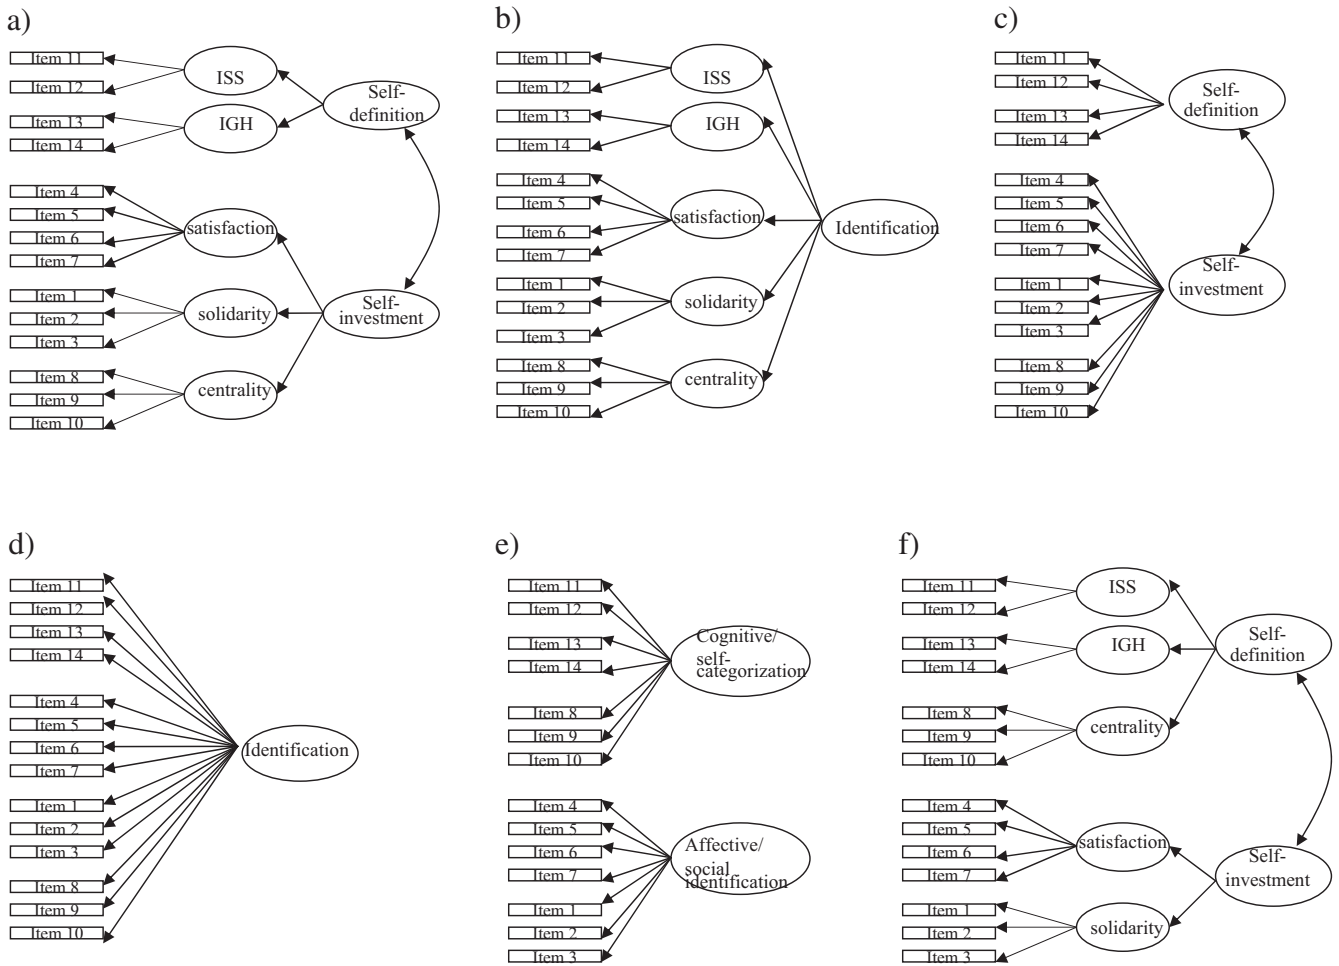 a)
Item 11
Item 12
Item 13
Item 14
Item 4
Item 5
Item 6
Item 7
Item 1
Item 2
Item 3
Item 8
Item 9
Item 10
ISS
IGH
satisfaction
solidarity
centrality
Self-
definition
Self-
investment
b)
Item 11
Item 12
Item 13
Item 14
Item 4
Item 5
Item 6
Item 7
Item 1
Item 2
Item 3
Item 8
Item 9
Item 10
ISS
IGH
satisfaction
solidarity
centrality
Identification
c)
Item 11
Item 12
Item 13
Item 14
Item 4
Item 5
Item 6
Item 7
Item 1
Item 2
Item 3
Item 8
Item 9
Item 10
Self-
definition
Self-
investment
d)
Item 11
Item 12
Item 13
Item 14
Item 4
Item 5
Item 6
Item 7
Item 1
Item 2
Item 3
Item 8
Item 9
Item 10
Identification
e)
Item 11
Item 12
Item 13
Item 14
Item 8
Item 9
Item 10
Item 4
Item 5
Item 6
Item 7
Item 1
Item 2
Item 3
Cognitive/
self-
categorization
Affective/
social
identification
f)
Item 11
Item 12
Item 13
Item 14
Item 8
Item 9
Item 10
Item 4
Item 5
Item 6
Item 7
Item 1
Item 2
Item 3
ISS
IGH
centrality
satisfaction
solidarity
Self-
definition
Self-
investment